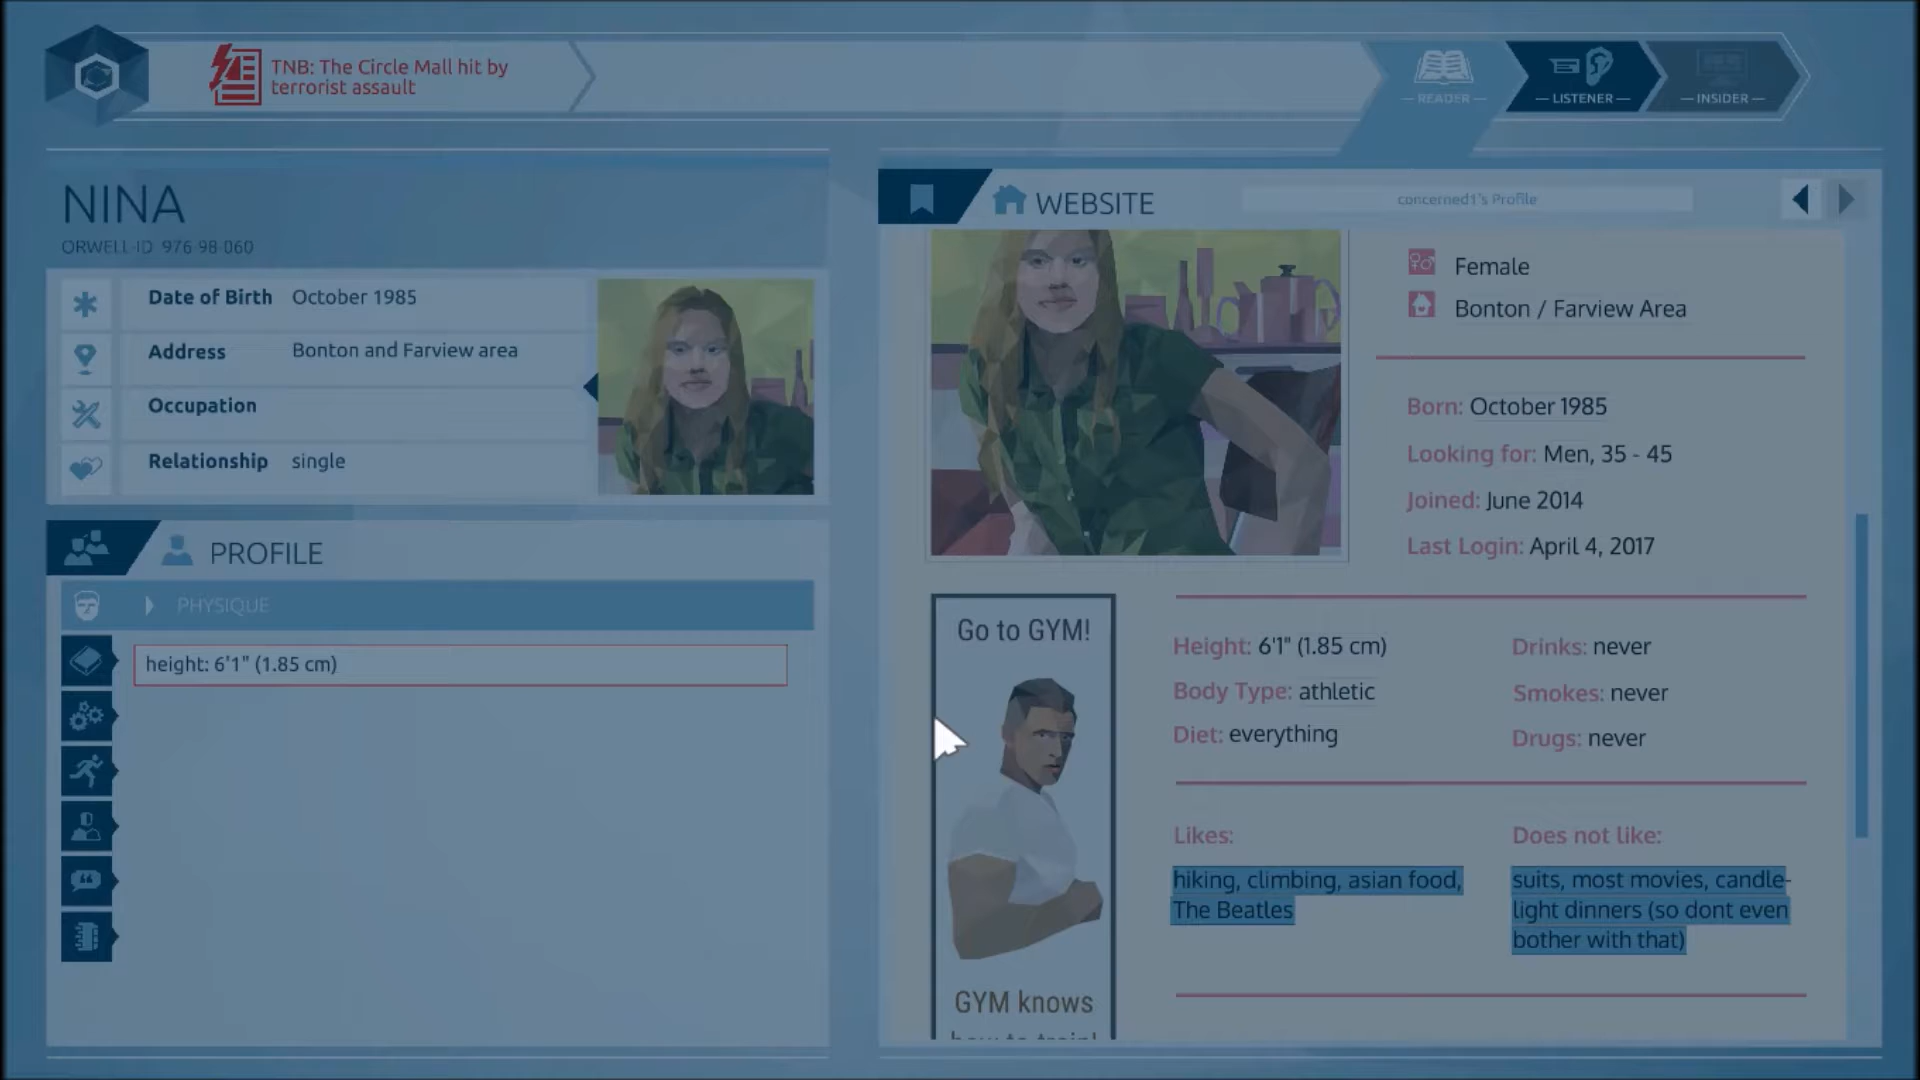 TNB: The Circle Mall hit by
terrorist assault
READER
LISTENER
INSIDER
NINA
ORWELL-ID 976-98-060
Date of Birth October 1985
Address Bonton and Farview area
Occupation
Relationship single
PROFILE
PHYSIQUE
height: 6'1" (1.85 cm)
WEBSITE
concerned1's Profile
Female
Bonton / Farview Area
Born: October 1985
Looking for: Men, 35 - 45
Joined: June 2014
Last Login: April 4, 2017
Go to GYM!
GYM knows
how to train!
Height: 6'1" (1.85 cm)
Body Type: athletic
Diet: everything
Drinks: never
Smokes: never
Drugs: never
Likes:
hiking, climbing, asian food,
The Beatles
Does not like:
suits, most movies, candle-
light dinners (so dont even
bother with that)